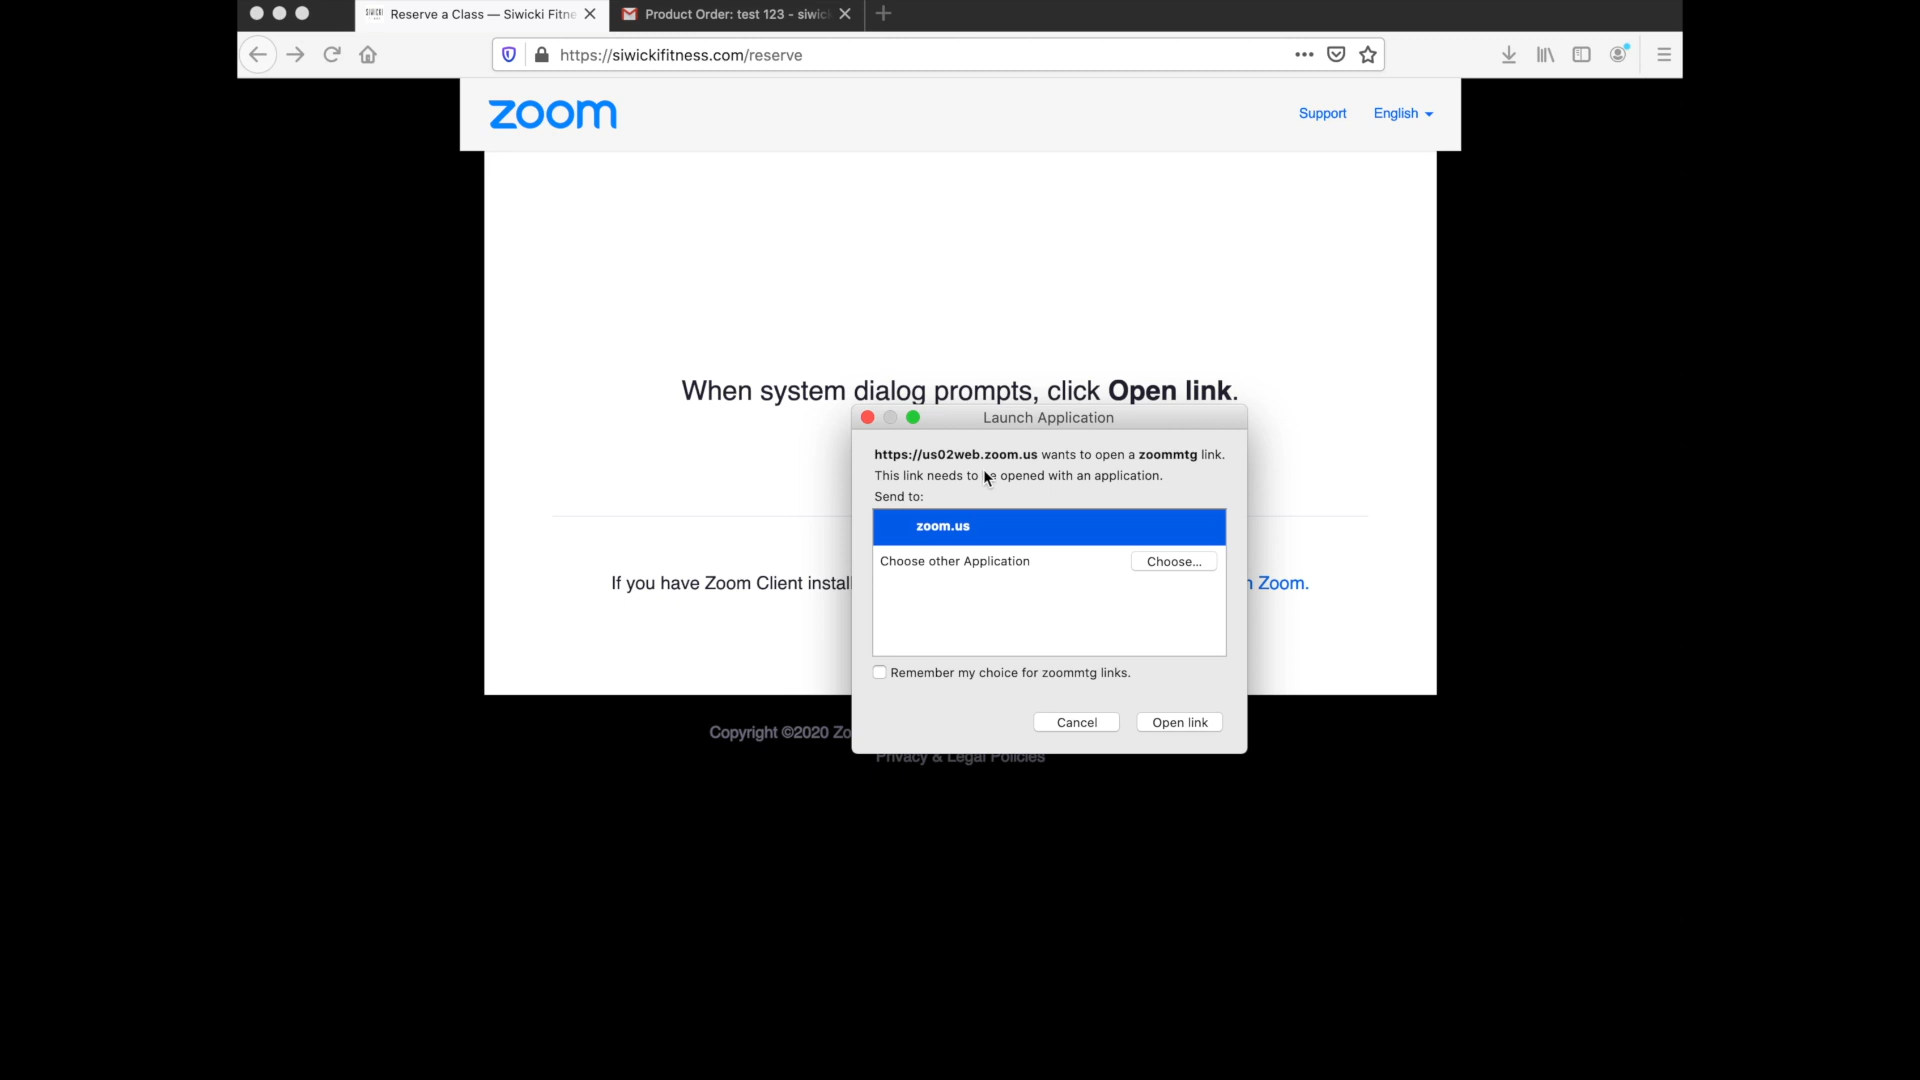 Reserve a Class — Siwicki Fitne
Product Order: test 123 - siwic
https://siwickifitness.com/reserve
zoom
Support
English
When system dialog prompts, click Open link.
Launch Application
https://us02web.zoom.us wants to open a zoommtg link.
This link needs to be opened with an application.
Send to:
zoom.us
Choose other Application
Choose...
If you have Zoom Client instal
Zoom.
Remember my choice for zoommtg links.
Cancel
Open link
Copyright ©2020 Zo
Privacy & Legal Policies